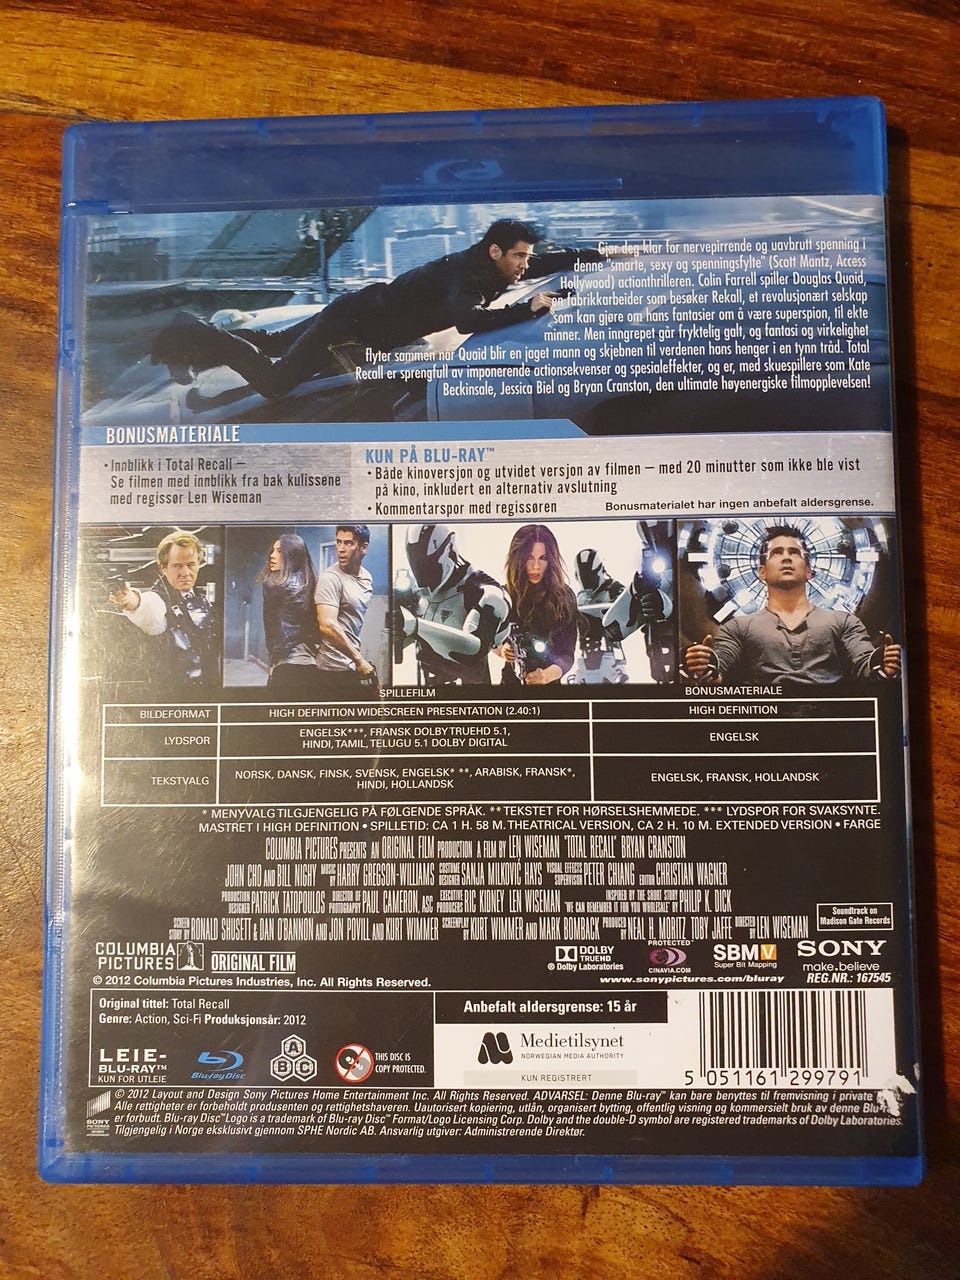 Gjør deg klar for nervepirrende og uavbrutt spenning i
denne "smarte, sexy og spenningsfylte" (Scott Mantz, Access
Hollywood) actionthrilleren. Colin Farrell spiller Douglas Quaid,
en fabrikkarbeider som besøker Rekall, et revolusjonært selskap
som kan gjøre om hans fantasier om å være superspion, til ekte
minner. Men inngrepet går fryktelig galt, og fantasi og virkelighet
flyter sammen når Quaid blir en jaget mann og skjebnen til verdenen hans henger i en tynn tråd. Total
Recall er sprengfull av imponerende actionsekvenser og spesialeffekter, og er, med skuespillere som Kate
Beckinsale, Jessica Biel og Bryan Cranston, den ultimate høyenergiske filmopplevelsen!
BONUSMATERIALE
• Innblikk i Total Recall –
Se filmen med innblikk fra bak kulissene
med regissør Len Wiseman
KUN PÅ BLU-RAY™
• Både kinoversjon og utvidet versjon av filmen – med 20 minutter som ikke ble vist
på kino, inkludert en alternativ avslutning
• Kommentarspor med regissøren
Bonusmaterialet har ingen anbefalt aldersgrense.
SPILLEFILM BONUSMATERIALE
BILDEFORMAT HIGH DEFINITION WIDESCREEN PRESENTATION (2.40:1) HIGH DEFINITION
LYDSPOR ENGELSK***, FRANSK DOLBY TRUEHD 5.1,
HINDI, TAMIL, TELUGU 5.1 DOLBY DIGITAL ENGELSK
TEKSTVALG NORSK, DANSK, FINSK, SVENSK, ENGELSK* **, ARABISK, FRANSK*,
HINDI, HOLLANDSK ENGELSK, FRANSK, HOLLANDSK
* MENYVALG TILGJENGELIG PÅ FØLGENDE SPRÅK. ** TEKSTET FOR HØRSELSHEMMEDE. *** LYDSPOR FOR SVAKSYNTE.
MASTRET I HIGH DEFINITION • SPILLETID: CA 1 H. 58 M. THEATRICAL VERSION, CA 2 H. 10 M. EXTENDED VERSION • FARGE
COLUMBIA PICTURES PRESENTS AN ORIGINAL FILM PRODUCTION A FILM BY LEN WISEMAN "TOTAL RECALL" BRYAN CRANSTON
JOHN CHO AND BILL NIGHY MUSIC BY HARRY GREGSON-WILLIAMS COSTUME DESIGNER SANJA MILKOVIC HAYS VISUAL EFFECTS SUPERVISOR PETER CHIANG EDITOR CHRISTIAN WAGNER
PRODUCTION DESIGNER PATRICK TATOPOULOS DIRECTOR OF PHOTOGRAPHY PAUL CAMERON, ASC EXECUTIVE PRODUCERS RIC KIDNEY LEN WISEMAN INSPIRED BY THE SHORT STORY "WE CAN REMEMBER IT FOR YOU WHOLESALE" BY PHILIP K. DICK
SCREEN STORY BY RONALD SHUSETT & DAN O'BANNON AND JON POVILL AND KURT WIMMER SCREENPLAY BY KURT WIMMER AND MARK BOMBACK PRODUCED BY NEAL H. MORITZ TOBY JAFFE DIRECTED BY LEN WISEMAN
Soundtrack on
Madison Gate Records
COLUMBIA
PICTURES
ORIGINAL FILM
DOLBY
TRUEHD
® Dolby Laboratories
PROTECTED
CINAVIA.COM
SBMV
Super Bit Mapping
SONY
make.believe
© 2012 Columbia Pictures Industries, Inc. All Rights Reserved.
www.sonypictures.com/bluray
REG.NR.: 167545
Original tittel: Total Recall
Genre: Action, Sci-Fi Produksjonsår: 2012
LEIE-
BLU-RAY™
KUN FOR UTLEIE
Blu-ray Disc
A
B C
THIS DISC IS
COPY PROTECTED.
Anbefalt aldersgrense: 15 år
Medietilsynet
NORWEGIAN MEDIA AUTHORITY
KUN REGISTRERT
5 051161 299791
© 2012 Layout and Design Sony Pictures Home Entertainment Inc. All Rights Reserved. ADVARSEL: Denne Blu-ray™ kan bare benyttes til fremvisning i private
Alle rettigheter er forbeholdt produsenten og rettighetshaveren. Uautorisert kopiering, utlån, organisert bytting, offentlig visning og kommersielt bruk av denne Blu-
er forbudt. Blu-ray Disc™ Logo is a trademark of Blu-ray Disc™ Format/Logo Licensing Corp. Dolby and the double-D symbol are registered trademarks of Dolby Laboratories.
Tilgjengelig i Norge eksklusivt gjennom SPHE Nordic AB. Ansvarlig utgiver: Administrerende Direktør.
SONY